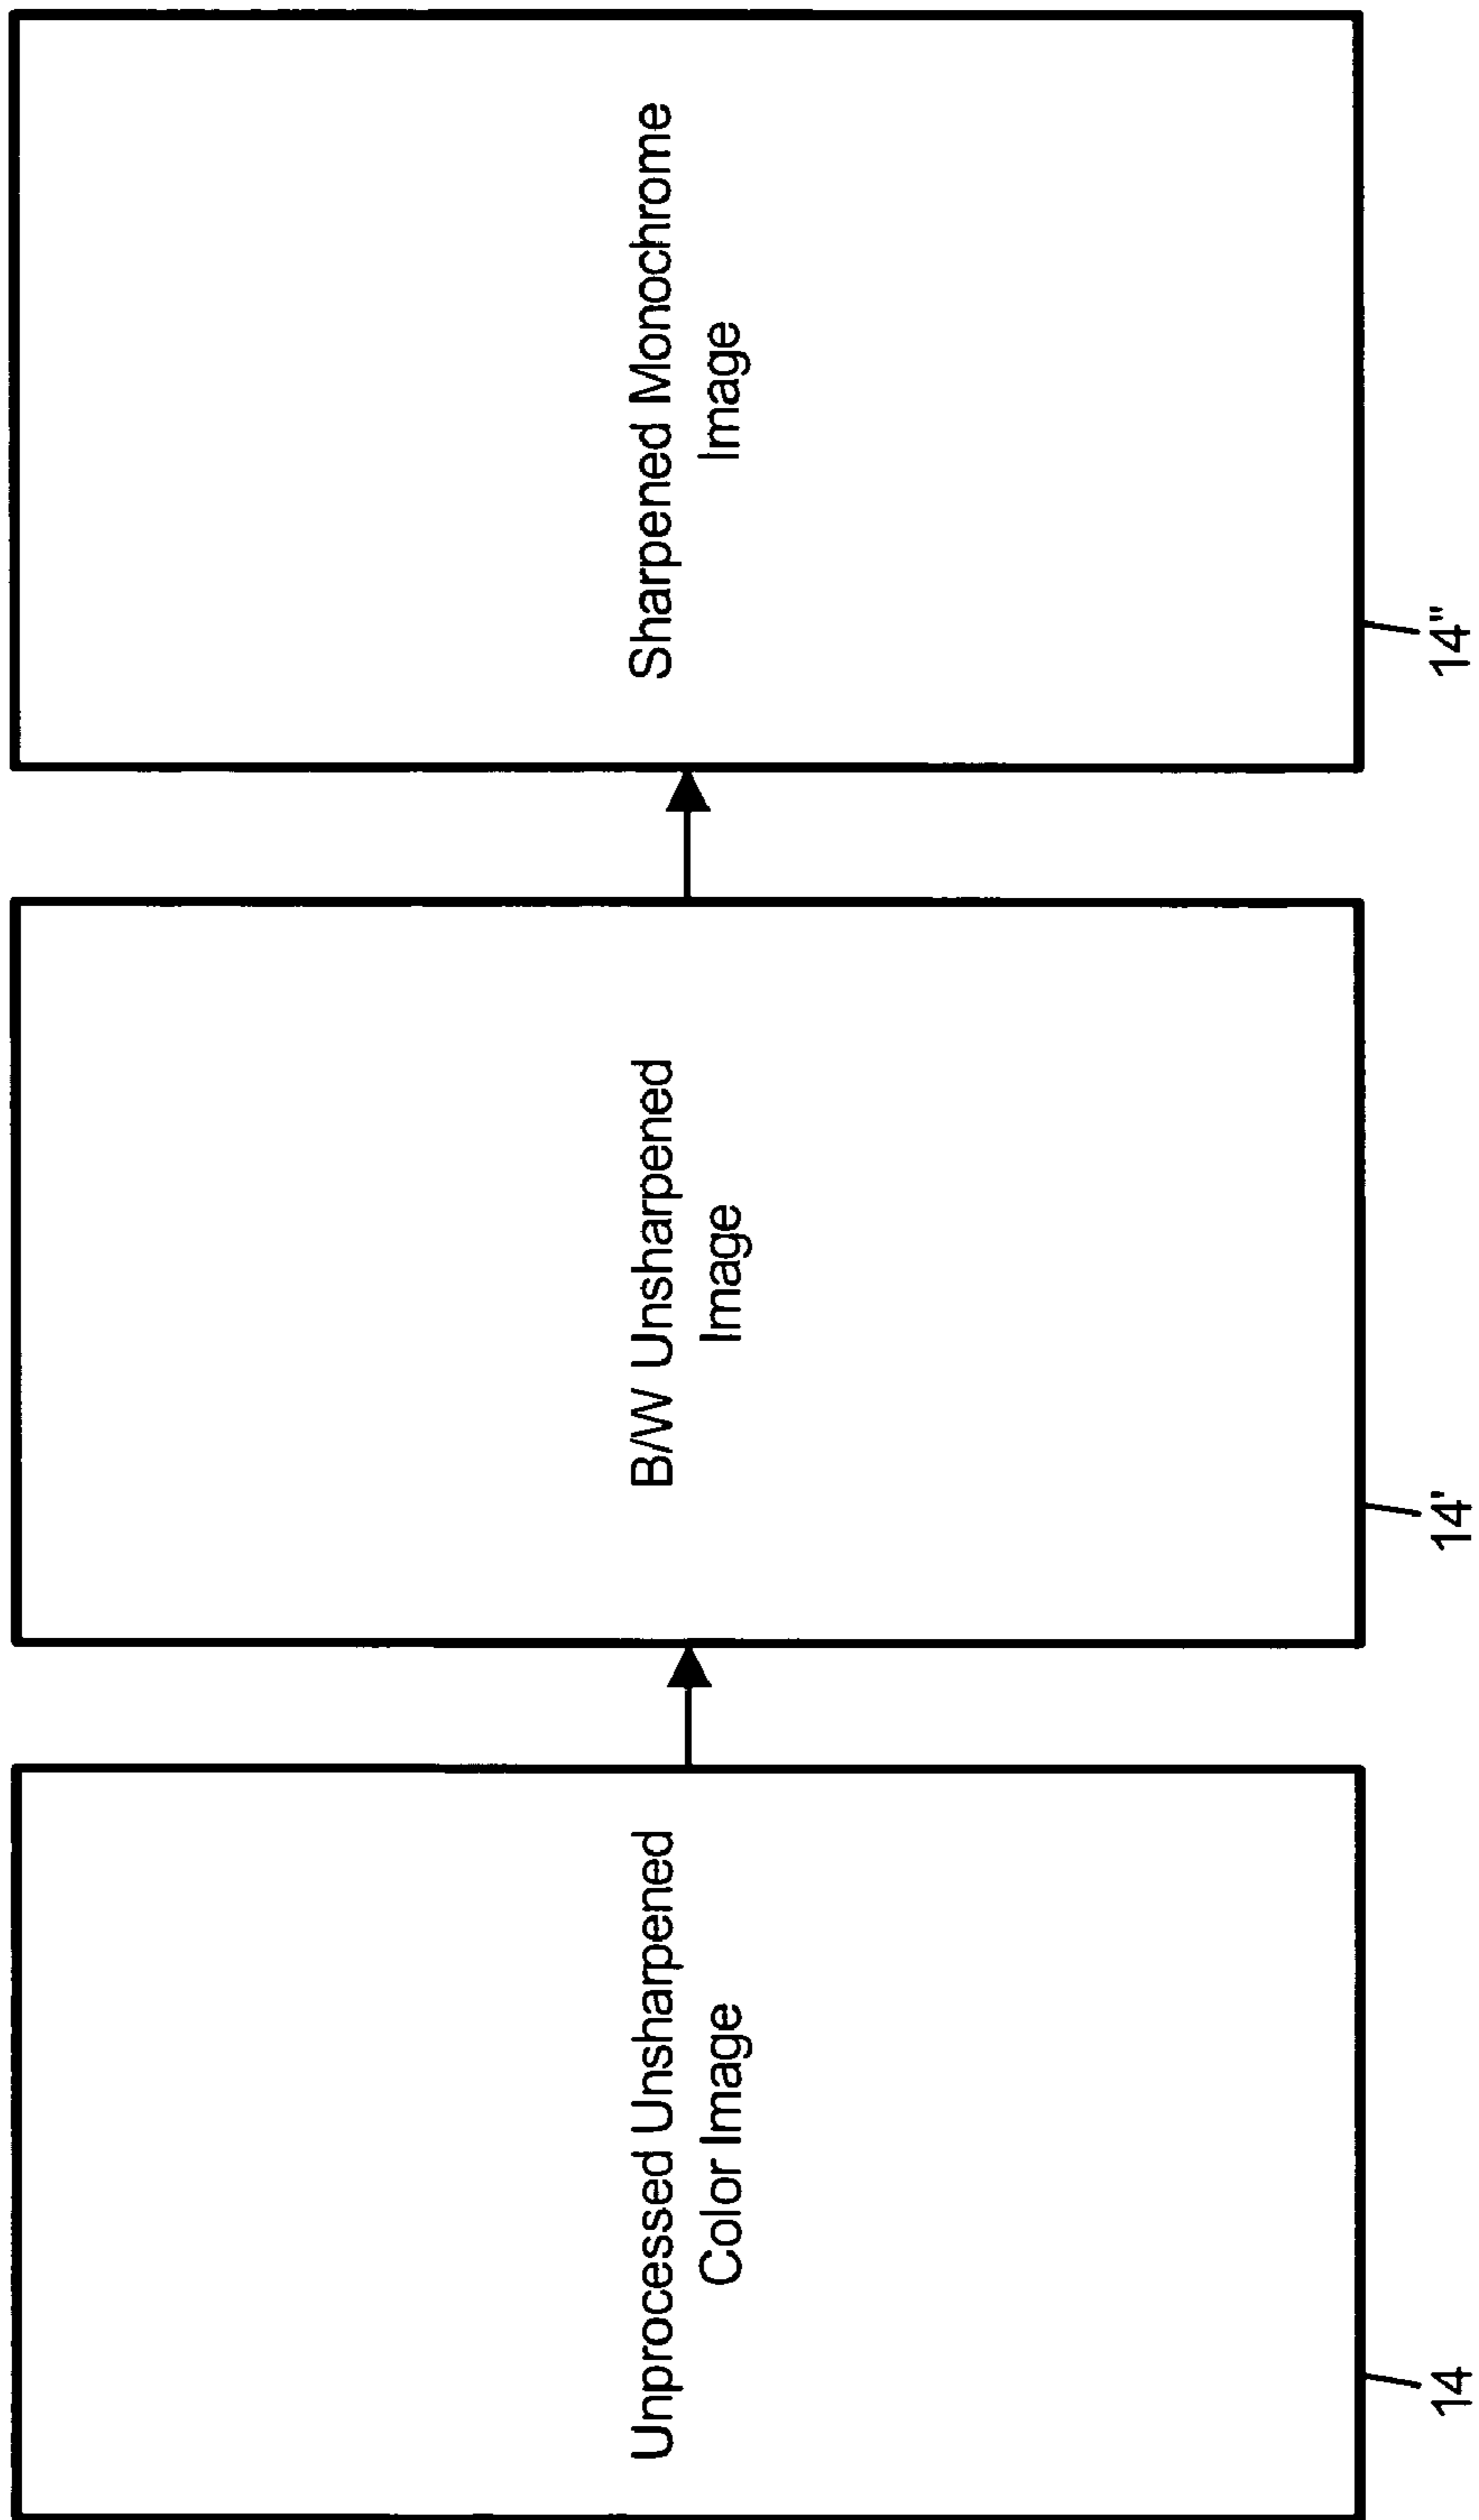 Unprocessed Unsharpened
Color Image
14
B/W Unsharpened
Image
14'
Sharpened Monochrome
Image
14"